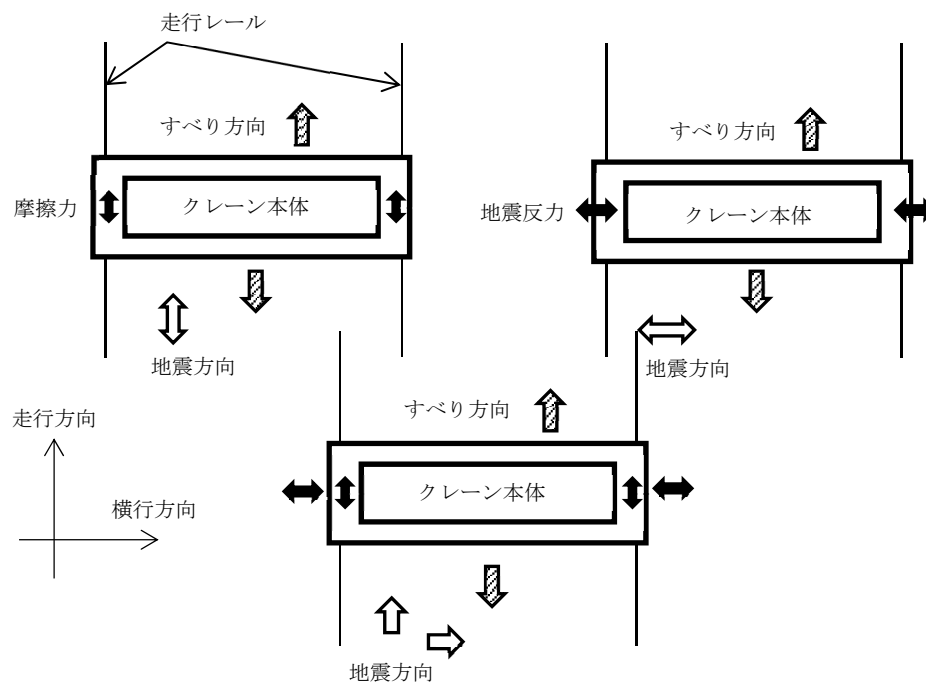 走行レール
すべり方向
摩擦力
クレーン本体
地震方向
すべり方向
地震反力
クレーン本体
地震方向
走行方向
横行方向
すべり方向
クレーン本体
地震方向